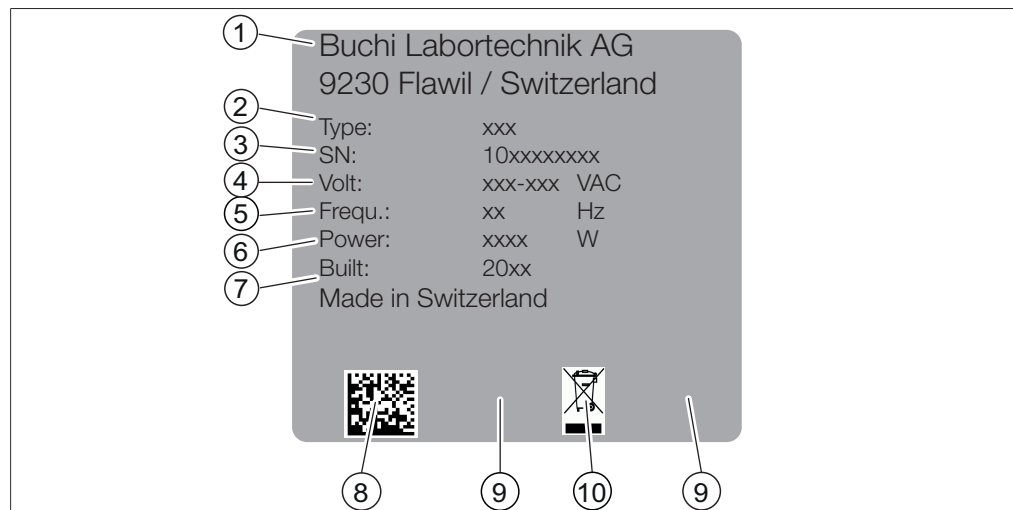 1 Buchi Labortechnik AG
9230 Flawil / Switzerland
2 Type: xxx
3 SN: 10xxxxxxxx
4 Volt: xxx-xxx VAC
5 Frequ.: xx Hz
6 Power: xxxx W
7 Built: 20xx
Made in Switzerland
8 9 10 9